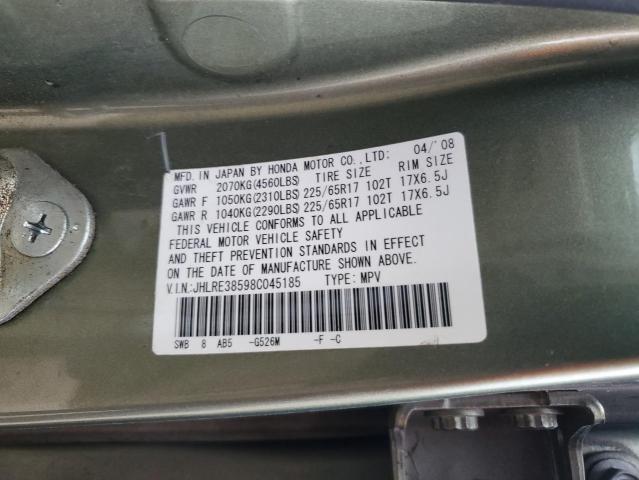 MFD. IN JAPAN BY HONDA MOTOR CO., LTD: 04/'08
GVWR 2070KG(4560LBS) TIRE SIZE RIM SIZE
GAWR F 1050KG(2310LBS) 225/65R17 102T 17X6.5J
GAWR R 1040KG(2290LBS) 225/65R17 102T 17X6.5J
THIS VEHICLE CONFORMS TO ALL APPLICABLE
FEDERAL MOTOR VEHICLE SAFETY
AND THEFT PREVENTION STANDARDS IN EFFECT
ON THE DATE OF MANUFACTURE SHOWN ABOVE.
V.I.N.:JHLRE38598C045185 TYPE: MPV
SWB 8 AB5 -G526M -F -C